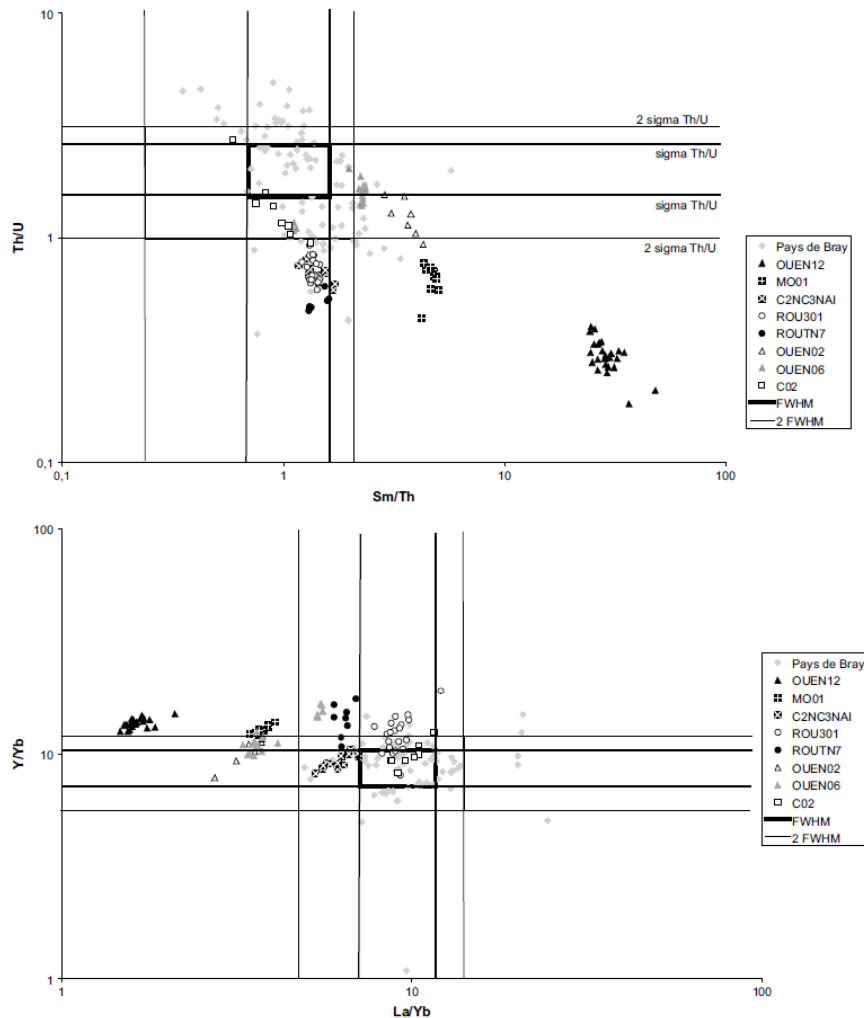 10
2 sigma Th/U
sigma Th/U
sigma Th/U
Th/U
1
2 sigma Th/U
Pays de Bray
OUEN12
MO01
C2NC3NAI
ROU301
ROUTN7
OUEN02
OUEN06
C02
FWHM
2 FWHM
0,1
0,1
1
10
100
Sm/Th
100
Pays de Bray
OUEN12
MO01
C2NC3NAI
ROU301
ROUTN7
OUEN02
OUEN06
C02
FWHM
2 FWHM
Y/Yb
10
1
1
10
100
La/Yb